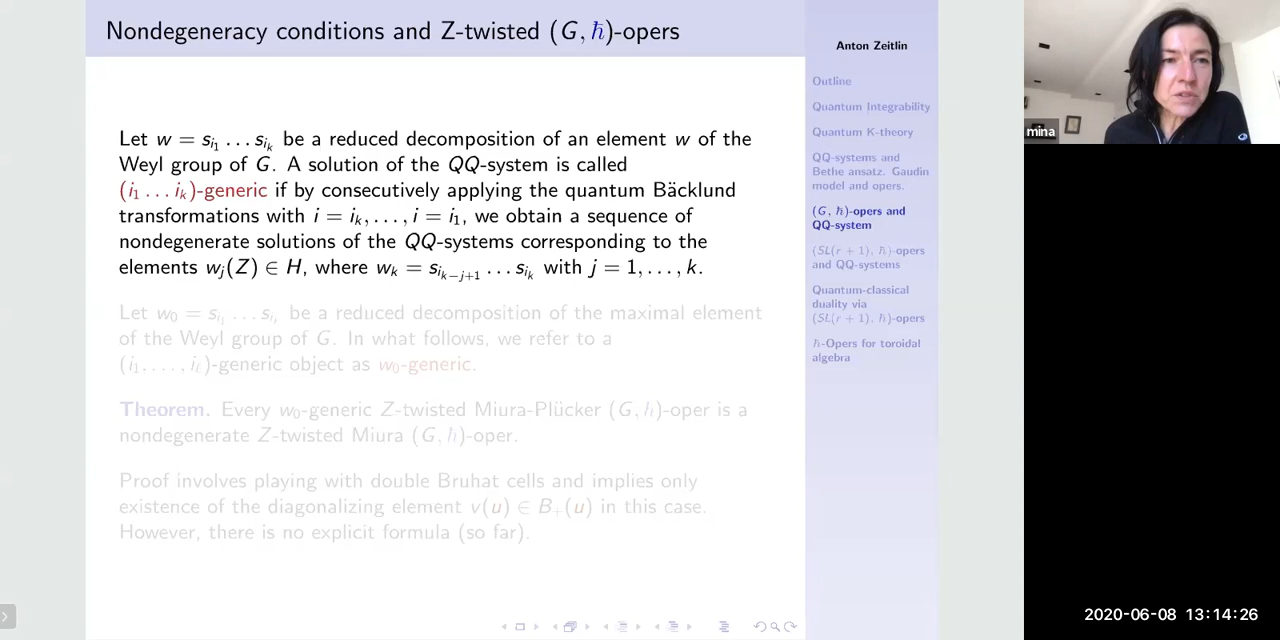 Nondegeneracy conditions and Z-twisted (G, ℏ)-opers
Let w = s_{i_1} … s_{i_k} be a reduced decomposition of an element w of the
Weyl group of G. A solution of the QQ-system is called
(i_1 … i_k)-generic if by consecutively applying the quantum Bäcklund
transformations with i = i_k, …, i = i_1, we obtain a sequence of
nondegenerate solutions of the QQ-systems corresponding to the
elements w_j(Z) ∈ H, where w_k = s_{i_{k−j+1}} … s_{i_k} with j = 1, …, k.
Let w_0 = s_{i_1} … s_{i_ℓ} be a reduced decomposition of the maximal element
of the Weyl group of G. In what follows, we refer to a
(i_1, …, i_ℓ)-generic object as w_0-generic.
Theorem. Every w_0-generic Z-twisted Miura-Plücker (G, ℏ)-oper is a
nondegenerate Z-twisted Miura (G, ℏ)-oper.
Proof involves playing with double Bruhat cells and implies only
existence of the diagonalizing element v(u) ∈ B_+(u) in this case.
However, there is no explicit formula (so far).
Anton Zeitlin
Outline
Quantum Integrability
Quantum K-theory
QQ-systems and
Bethe ansatz. Gaudin
model and opers.
(G, ℏ)-opers and
QQ-system
(SL(r + 1), ℏ)-opers
and QQ-systems
Quantum-classical
duality via
(SL(r + 1), ℏ)-opers
ℏ-Opers for toroidal
algebra
mina
2020-06-08 13:14:26